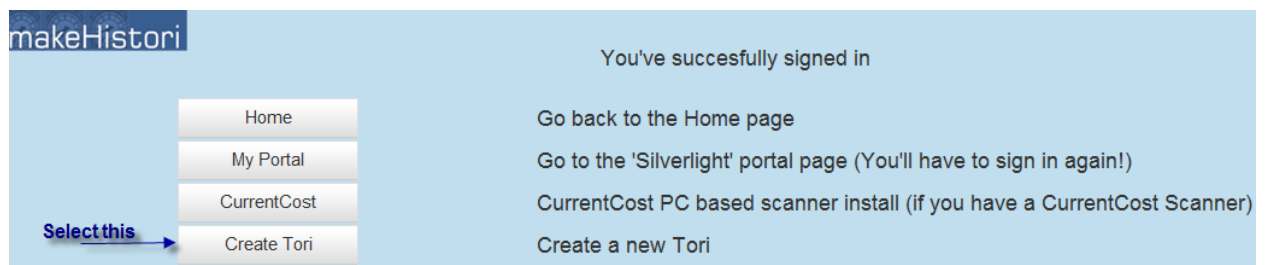 makeHistori
You've succesfully signed in
Home Go back to the Home page
My Portal Go to the 'Silverlight' portal page (You'll have to sign in again!)
CurrentCost CurrentCost PC based scanner install (if you have a CurrentCost Scanner)
Select this Create Tori Create a new Tori